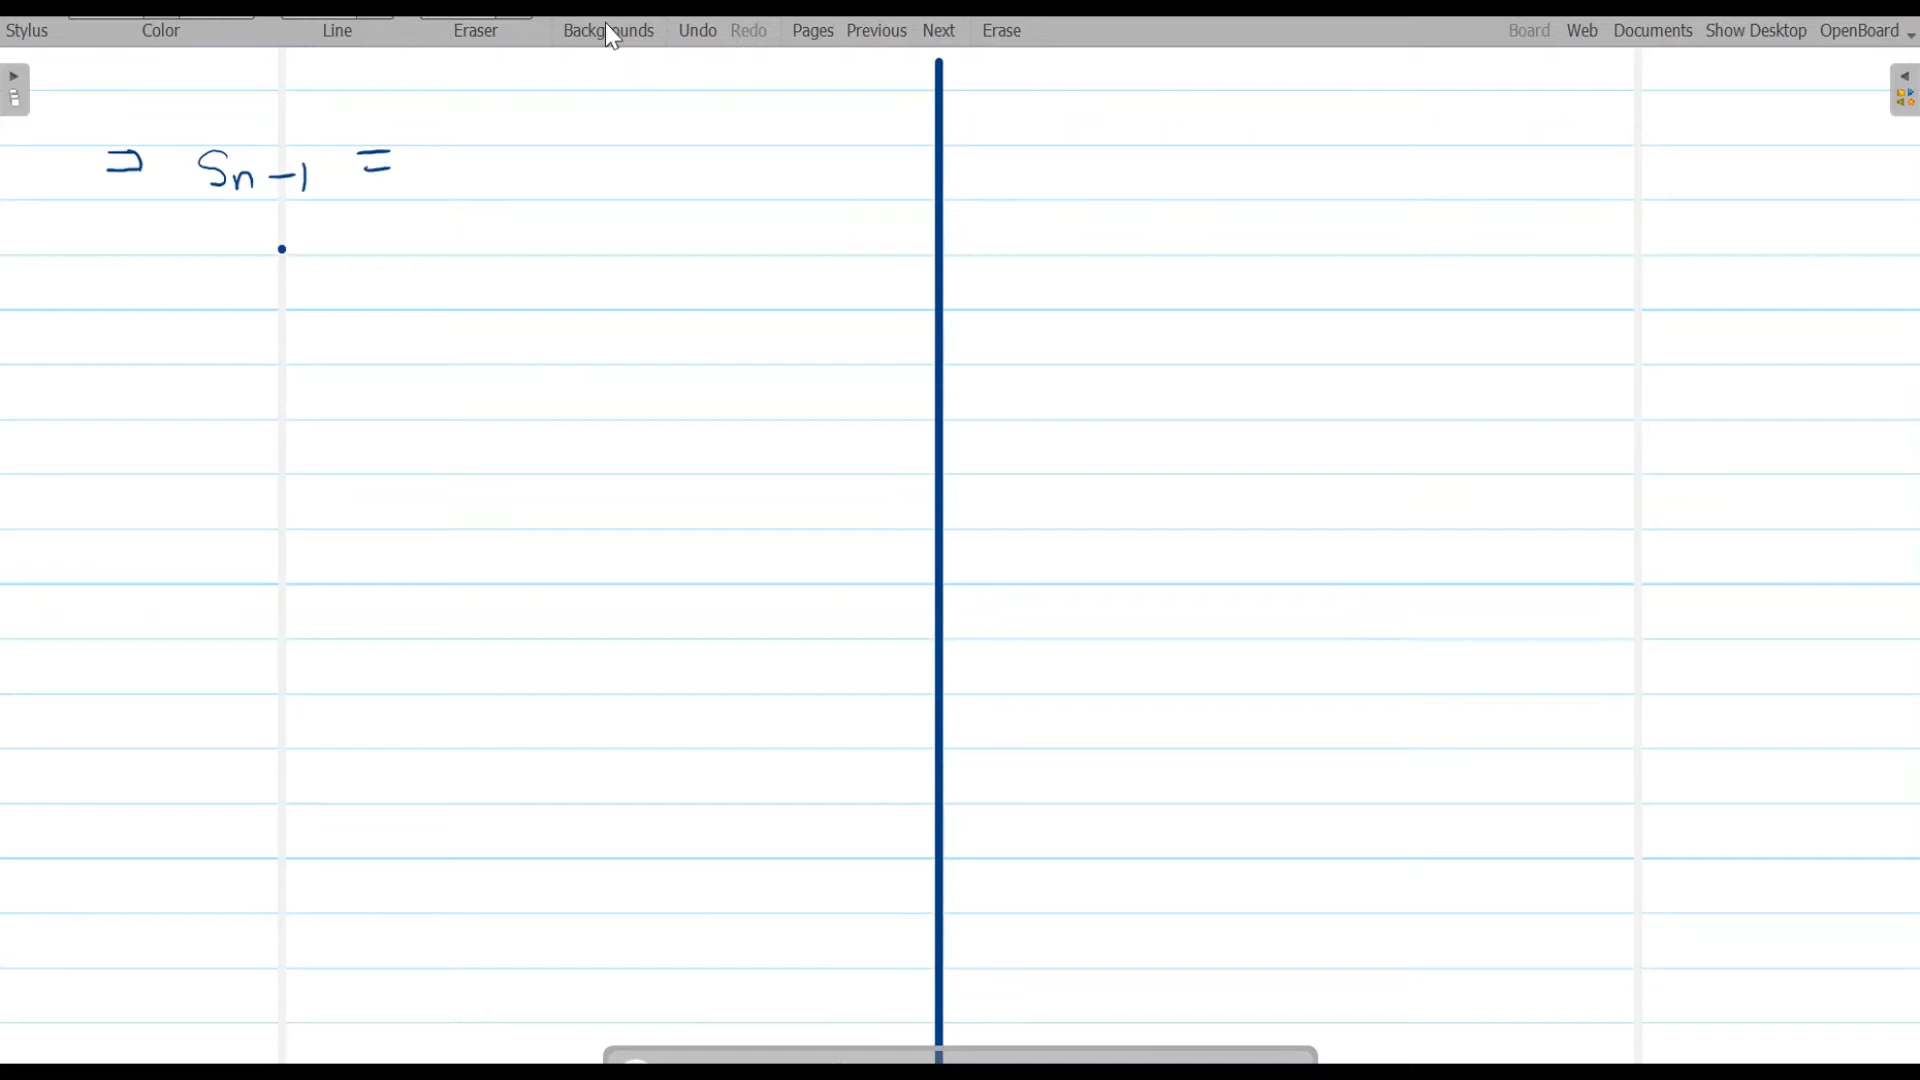 Stylus Color Line Eraser Backgrounds Undo Redo Pages Previous Next Erase Board Web Documents Show Desktop OpenBoard
⇒ Sn-1 =